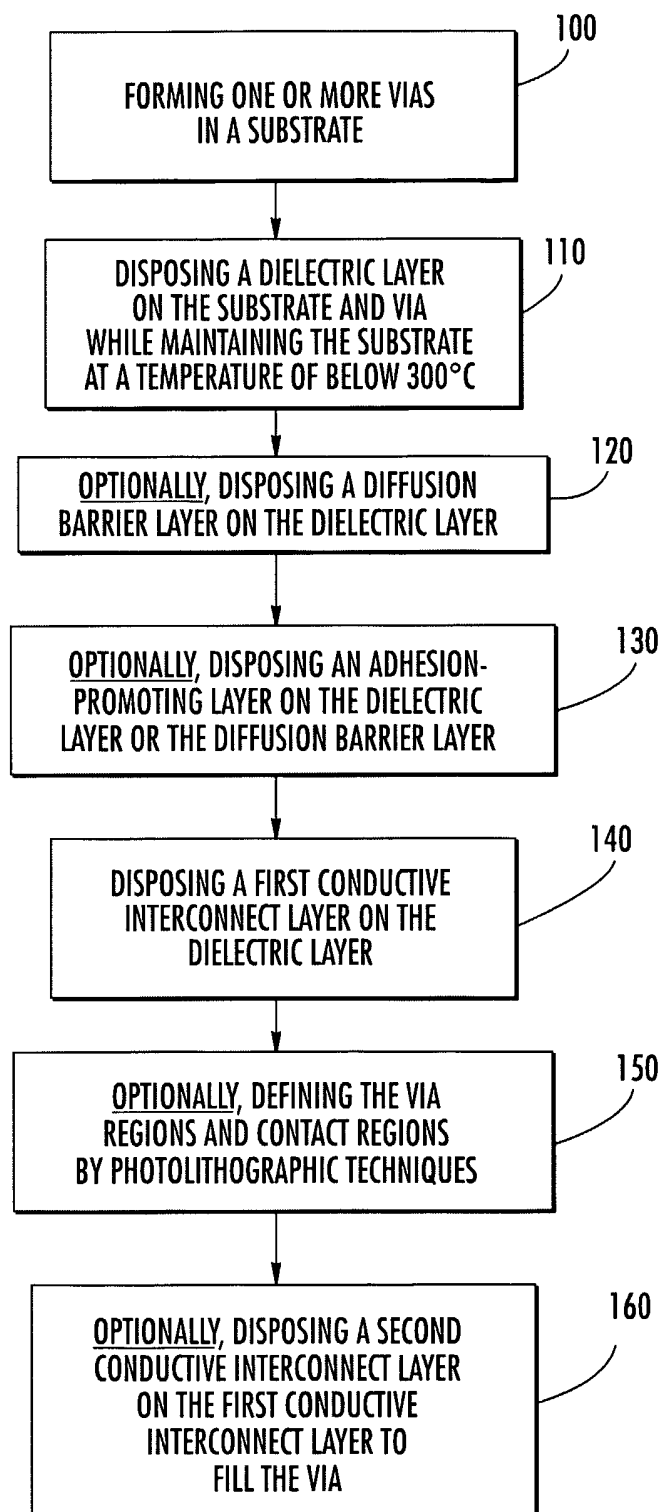 100
FORMING ONE OR MORE VIAS
IN A SUBSTRATE
110
DISPOSING A DIELECTRIC LAYER
ON THE SUBSTRATE AND VIA
WHILE MAINTAINING THE SUBSTRATE
AT A TEMPERATURE OF BELOW 300°C
120
OPTIONALLY, DISPOSING A DIFFUSION
BARRIER LAYER ON THE DIELECTRIC LAYER
130
OPTIONALLY, DISPOSING AN ADHESION-
PROMOTING LAYER ON THE DIELECTRIC
LAYER OR THE DIFFUSION BARRIER LAYER
140
DISPOSING A FIRST CONDUCTIVE
INTERCONNECT LAYER ON THE
DIELECTRIC LAYER
150
OPTIONALLY, DEFINING THE VIA
REGIONS AND CONTACT REGIONS
BY PHOTOLITHOGRAPHIC TECHNIQUES
160
OPTIONALLY, DISPOSING A SECOND
CONDUCTIVE INTERCONNECT LAYER
ON THE FIRST CONDUCTIVE
INTERCONNECT LAYER TO
FILL THE VIA